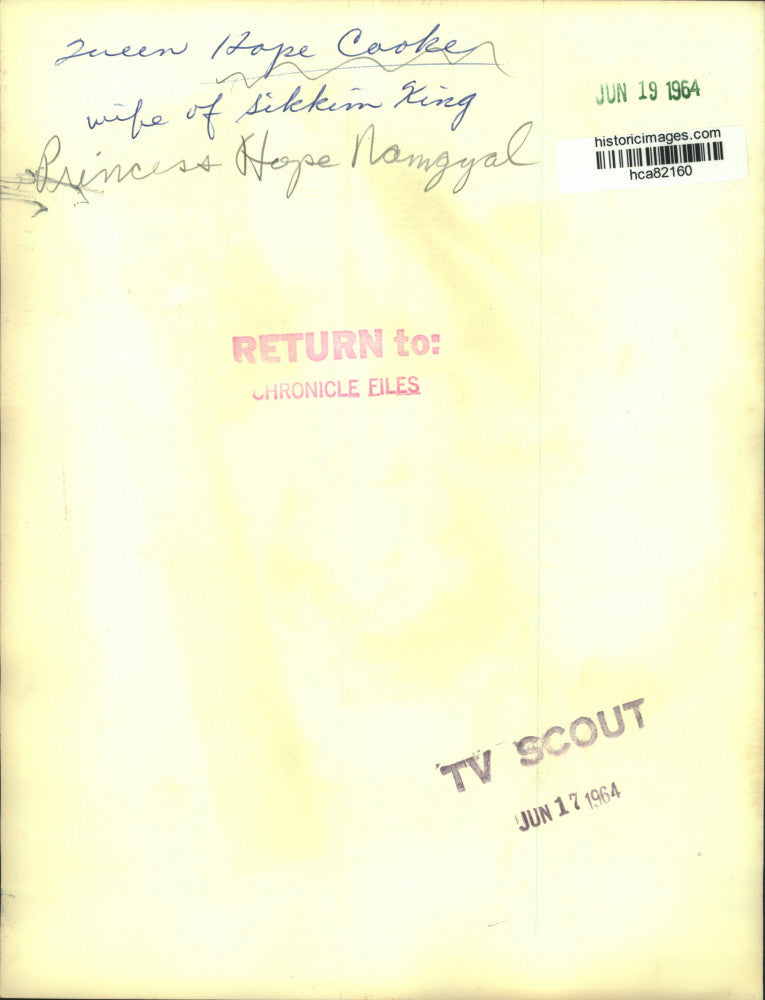 Queen Hope Cooke
wife of Sikkim King
Princess Hope Namgyal
JUN 19 1964
historicimages.com
hca82160
RETURN to:
CHRONICLE FILES
TV SCOUT
JUN 17 1964